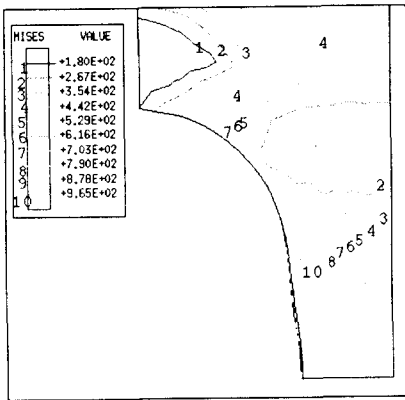 MISES VALUE
1 +1.80E+02
2 +2.67E+02
3 +3.54E+02
4 +4.42E+02
5 +5.29E+02
6 +6.16E+02
7 +7.03E+02
8 +7.90E+02
9 +8.78E+02
10 +9.65E+02
1 2 3 4
4
7 6 5
2
3
10 8 7 6 5 4